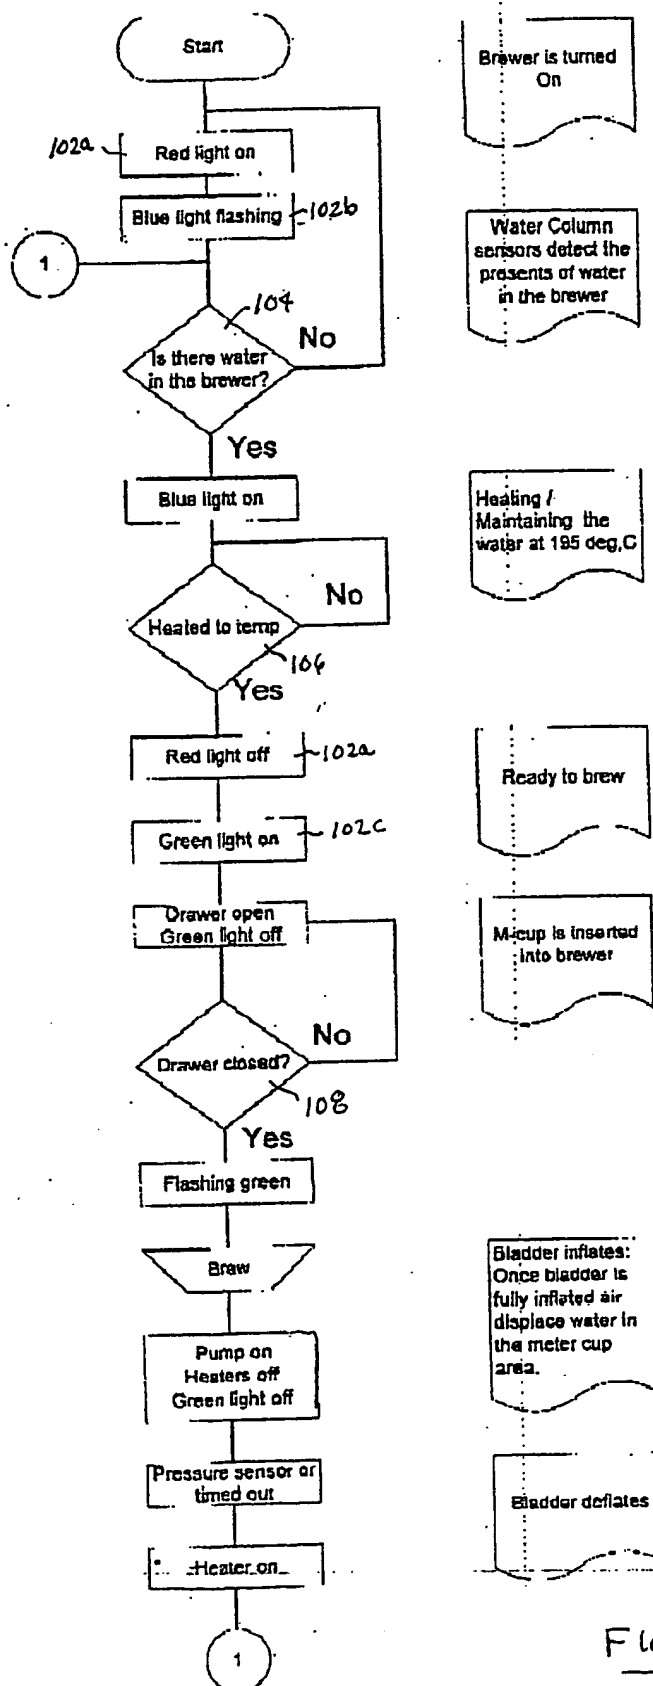 Start
Brewer is turned
On
102a
Red light on
Blue light flashing
102b
1
Water Column
sensors detect the
presents of water
in the brewer
104
No
Is there water
in the brewer?
Yes
Blue light on
Heating /
Maintaining the
water at 195 deg,C
No
Heated to temp
106
Yes
Red light off
102a
Ready to brew
Green light on
102c
Drawer open
Green light off
M-cup is inserted
into brewer
No
Drawer closed?
108
Yes
Flashing green
Brew
Bladder inflates:
Once bladder is
fully inflated air
displace water in
the meter cup
area.
Pump on
Heaters off
Green light off
Pressure sensor or
timed out
Bladder deflates
Heater on
1